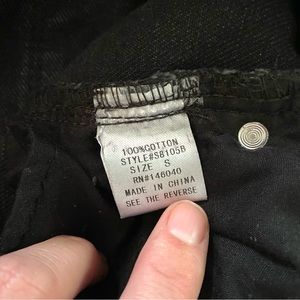 100%COTTON
STYLE#S8105B
SIZE S
RN#146040
MADE IN CHINA
SEE THE REVERSE